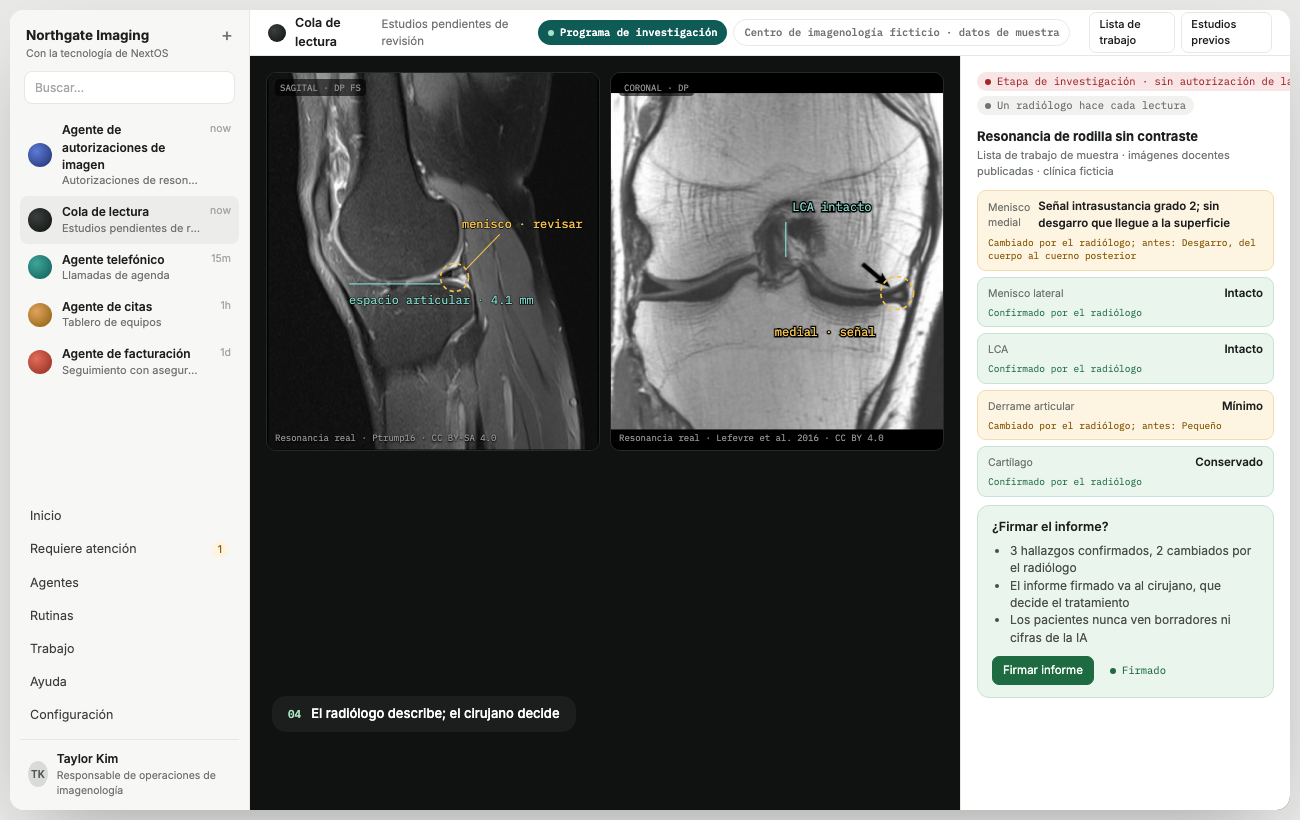 Northgate Imaging
+
Con la tecnología de NextOS
Buscar...
Agente de
autorizaciones de
imagen
now
Autorizaciones de reson...
Cola de lectura
now
Estudios pendientes de r...
Agente telefónico
15m
Llamadas de agenda
Agente de citas
1h
Tablero de equipos
Agente de facturación
1d
Seguimiento con asegur...
Inicio
Requiere atención
1
Agentes
Rutinas
Trabajo
Ayuda
Configuración
TK
Taylor Kim
Responsable de operaciones de
imagenología
Cola de
lectura
Estudios pendientes de
revisión
Programa de investigación
Centro de imagenología ficticio · datos de muestra
Lista de
trabajo
Estudios
previos
SAGITAL · DP FS
menisco · revisar
espacio articular · 4.1 mm
Resonancia real · Ptrump16 · CC BY-SA 4.0
CORONAL · DP
LCA intacto
medial · señal
Resonancia real · Lefevre et al. 2016 · CC BY 4.0
04 El radiólogo describe; el cirujano decide
Etapa de investigación · sin autorización de la
Un radiólogo hace cada lectura
Resonancia de rodilla sin contraste
Lista de trabajo de muestra · imágenes docentes
publicadas · clínica ficticia
Menisco
medial
Señal intrasustancia grado 2; sin
desgarro que llegue a la superficie
Cambiado por el radiólogo; antes: Desgarro, del
cuerpo al cuerno posterior
Menisco lateral
Intacto
Confirmado por el radiólogo
LCA
Intacto
Confirmado por el radiólogo
Derrame articular
Mínimo
Cambiado por el radiólogo; antes: Pequeño
Cartílago
Conservado
Confirmado por el radiólogo
¿Firmar el informe?
• 3 hallazgos confirmados, 2 cambiados por
el radiólogo
• El informe firmado va al cirujano, que
decide el tratamiento
• Los pacientes nunca ven borradores ni
cifras de la IA
Firmar informe
Firmado